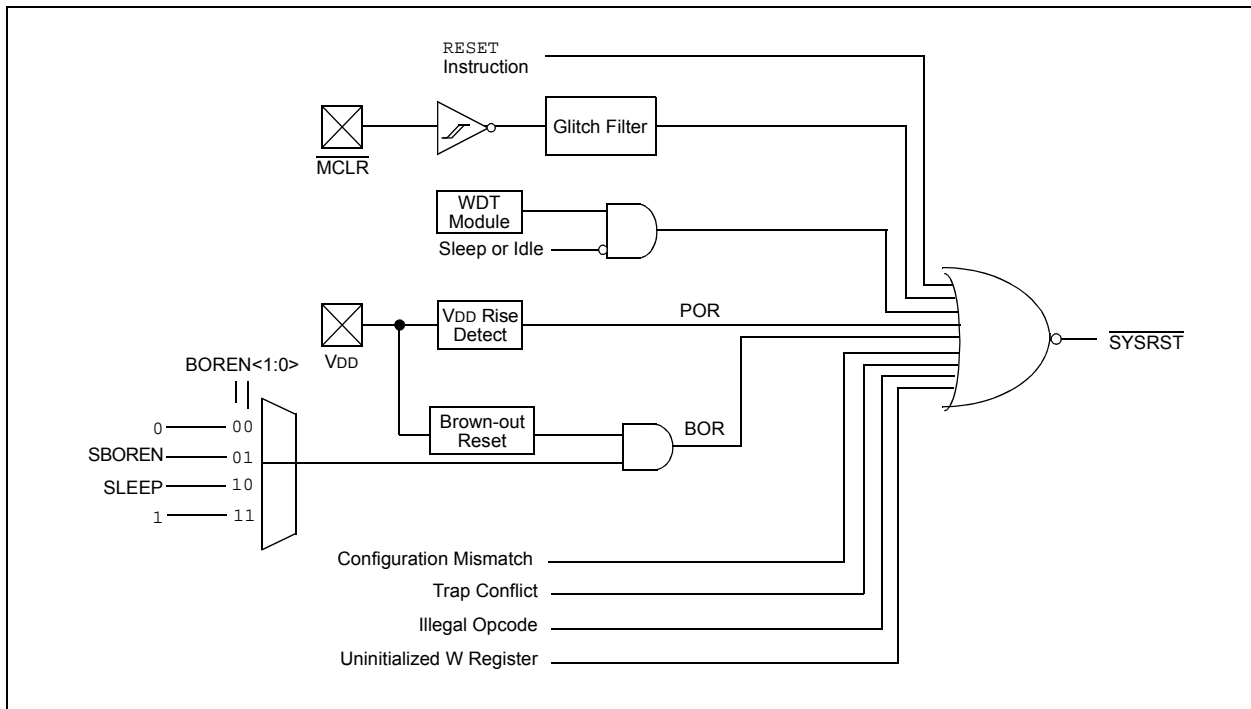 RESET
Instruction
Glitch Filter
MCLR
WDT
Module
Sleep or Idle
VDD Rise
Detect
POR
VDD
SYSRST
BOREN<1:0>
0 00
SBOREN 01
SLEEP 10
1 11
Brown-out
Reset
BOR
Configuration Mismatch
Trap Conflict
Illegal Opcode
Uninitialized W Register